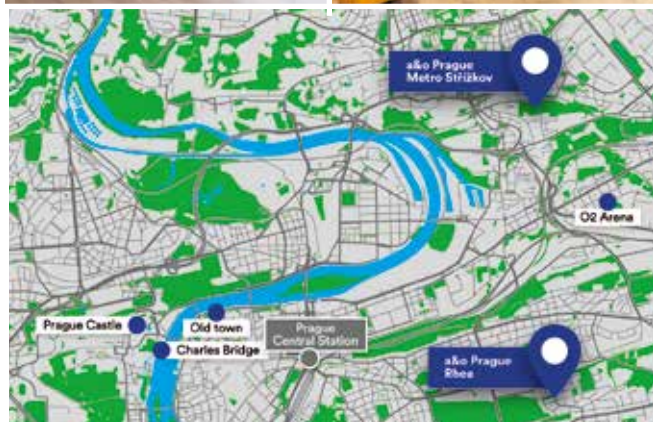 a&o Prague
Metro Střížkov
O2 Arena
Prague Castle
Old town
Charles Bridge
Prague
Central Station
a&o Prague
Rhea